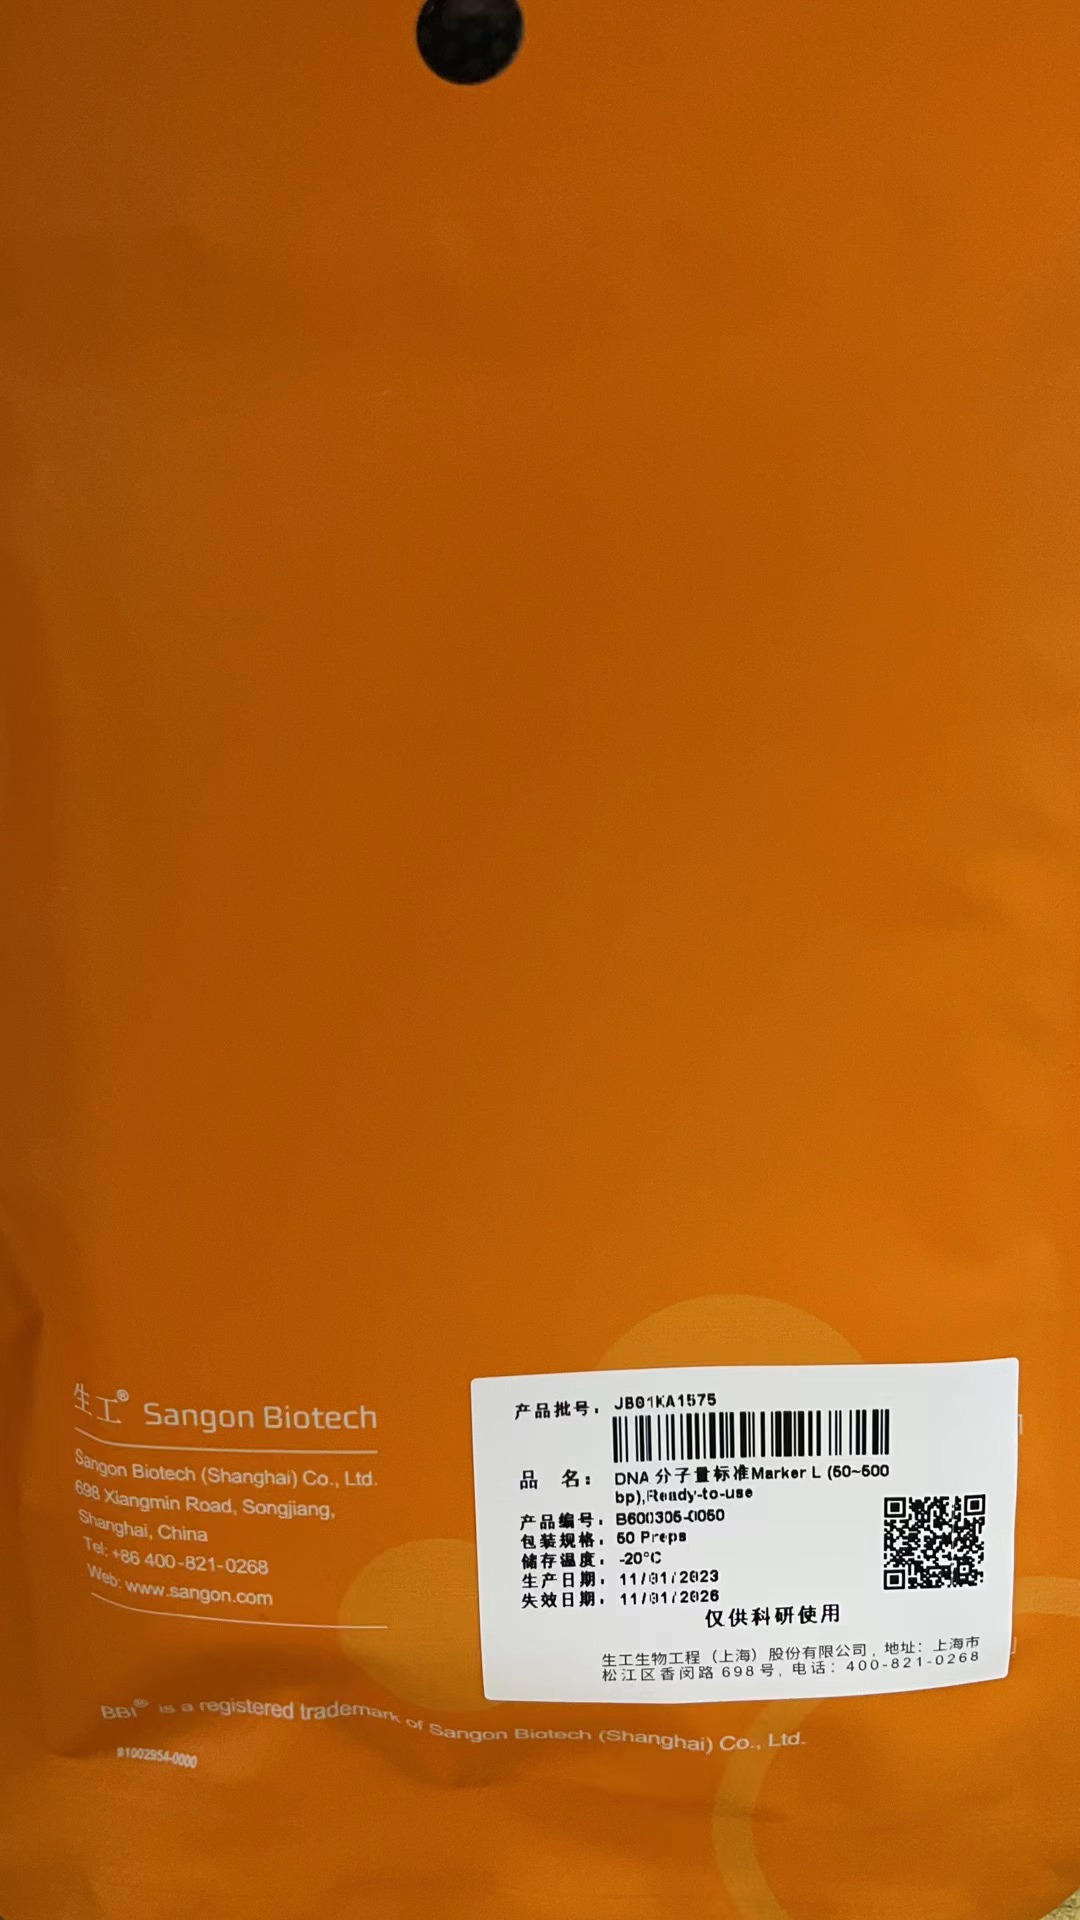 生工® Sangon Biotech
Sangon Biotech (Shanghai) Co., Ltd.
698 Xiangmin Road, Songjiang,
Shanghai, China
Tel: +86 400-821-0268
Web: www.sangon.com
产品批号: JB01KA1575
品 名: DNA 分子量标准Marker L (50~500
bp),Ready-to-use
产品编号: B600305-0050
包装规格: 50 Preps
储存温度: -20°C
生产日期: 11/01/2023
失效日期: 11/01/2026
仅供科研使用
生工生物工程(上海)股份有限公司, 地址: 上海市
松江区香闵路698号, 电话: 400-821-0268
BBI® is a registered trademark of Sangon Biotech (Shanghai) Co., Ltd.
91002954-0000